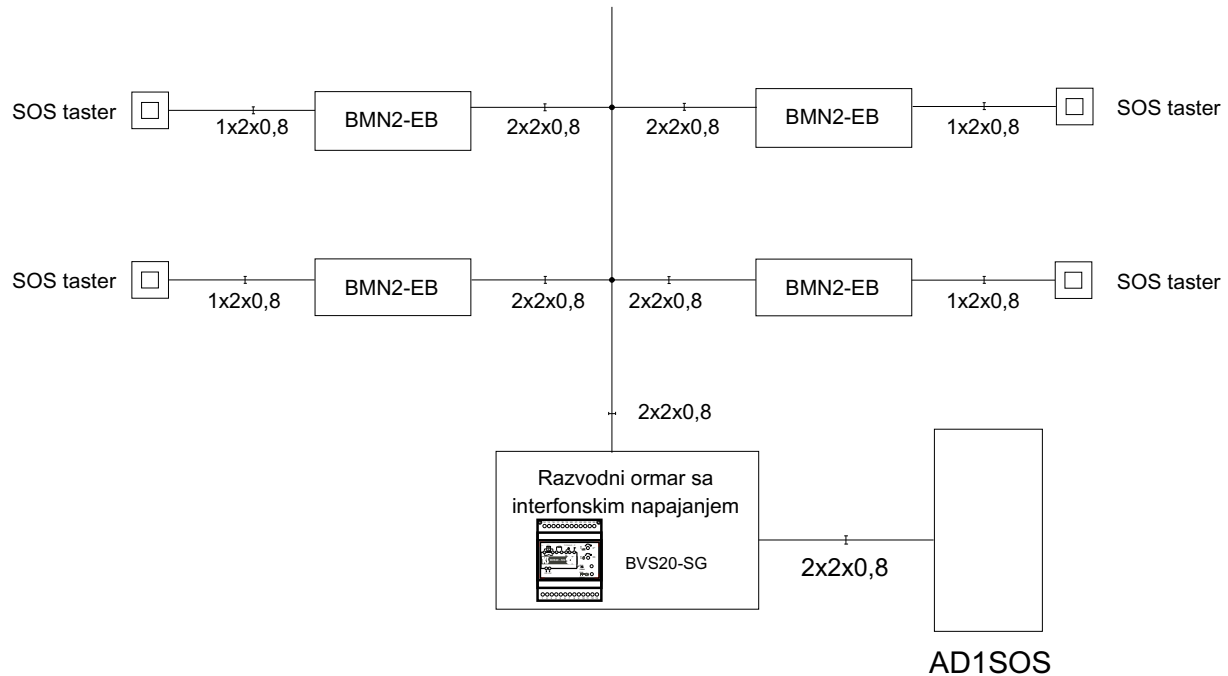 SOS taster
1x2x0,8
BMN2-EB
2x2x0,8
2x2x0,8
BMN2-EB
1x2x0,8
SOS taster
SOS taster
1x2x0,8
BMN2-EB
2x2x0,8
2x2x0,8
BMN2-EB
1x2x0,8
SOS taster
2x2x0,8
Razvodni ormar sa
interfonskim napajanjem
BVS20-SG
2x2x0,8
AD1SOS